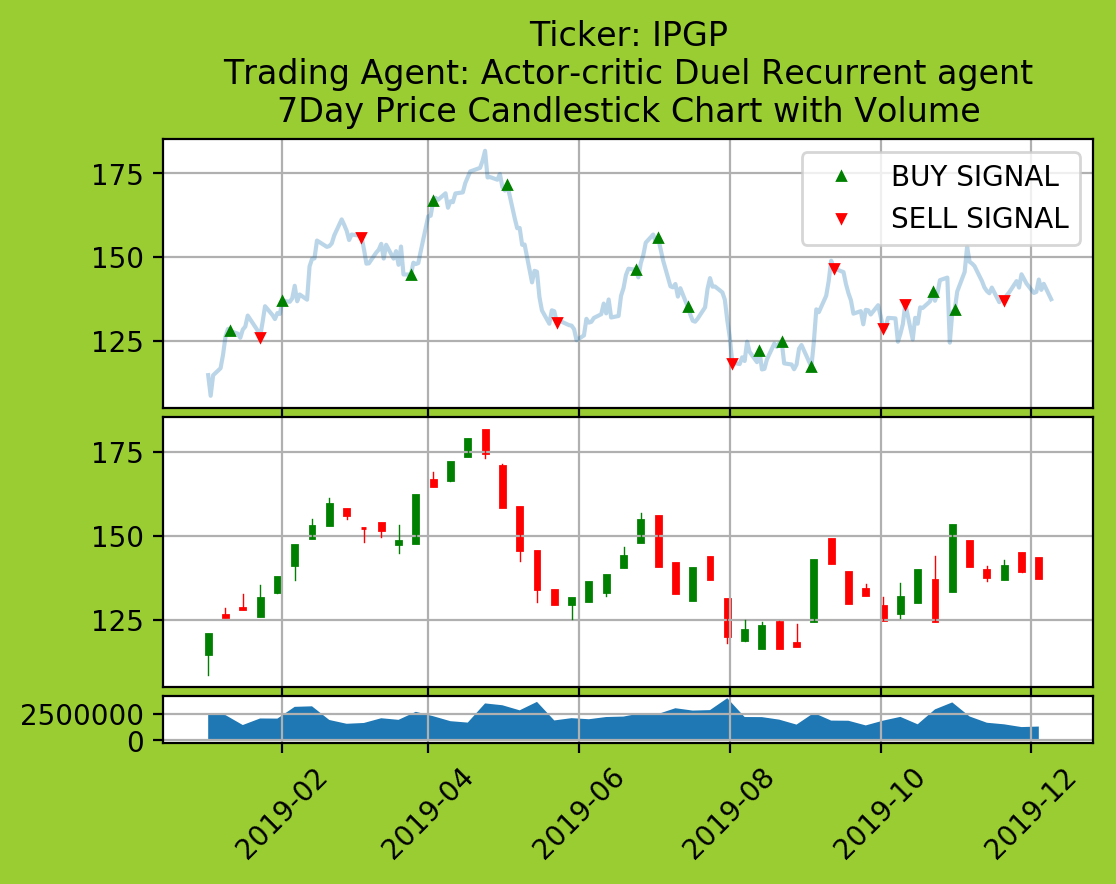 Ticker: IPGP
Trading Agent: Actor-critic Duel Recurrent agent
7Day Price Candlestick Chart with Volume
175
150
125
BUY SIGNAL
SELL SIGNAL
175
150
125
2500000
0
2019-02
2019-04
2019-06
2019-08
2019-10
2019-12